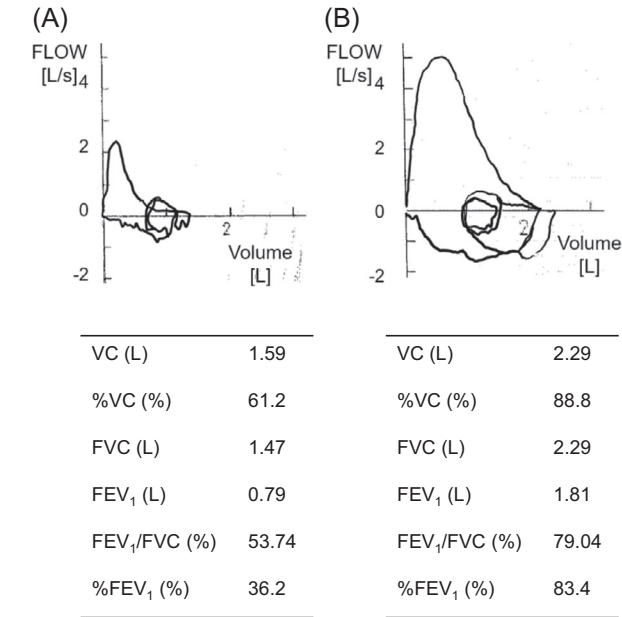 (A)
FLOW
[L/s]
4
2
0
-2
2
Volume
[L]
VC (L) 1.59
%VC (%) 61.2
FVC (L) 1.47
FEV₁ (L) 0.79
FEV₁/FVC (%) 53.74
%FEV₁ (%) 36.2
(B)
FLOW
[L/s]
4
2
0
-2
2
Volume
[L]
VC (L) 2.29
%VC (%) 88.8
FVC (L) 2.29
FEV₁ (L) 1.81
FEV₁/FVC (%) 79.04
%FEV₁ (%) 83.4